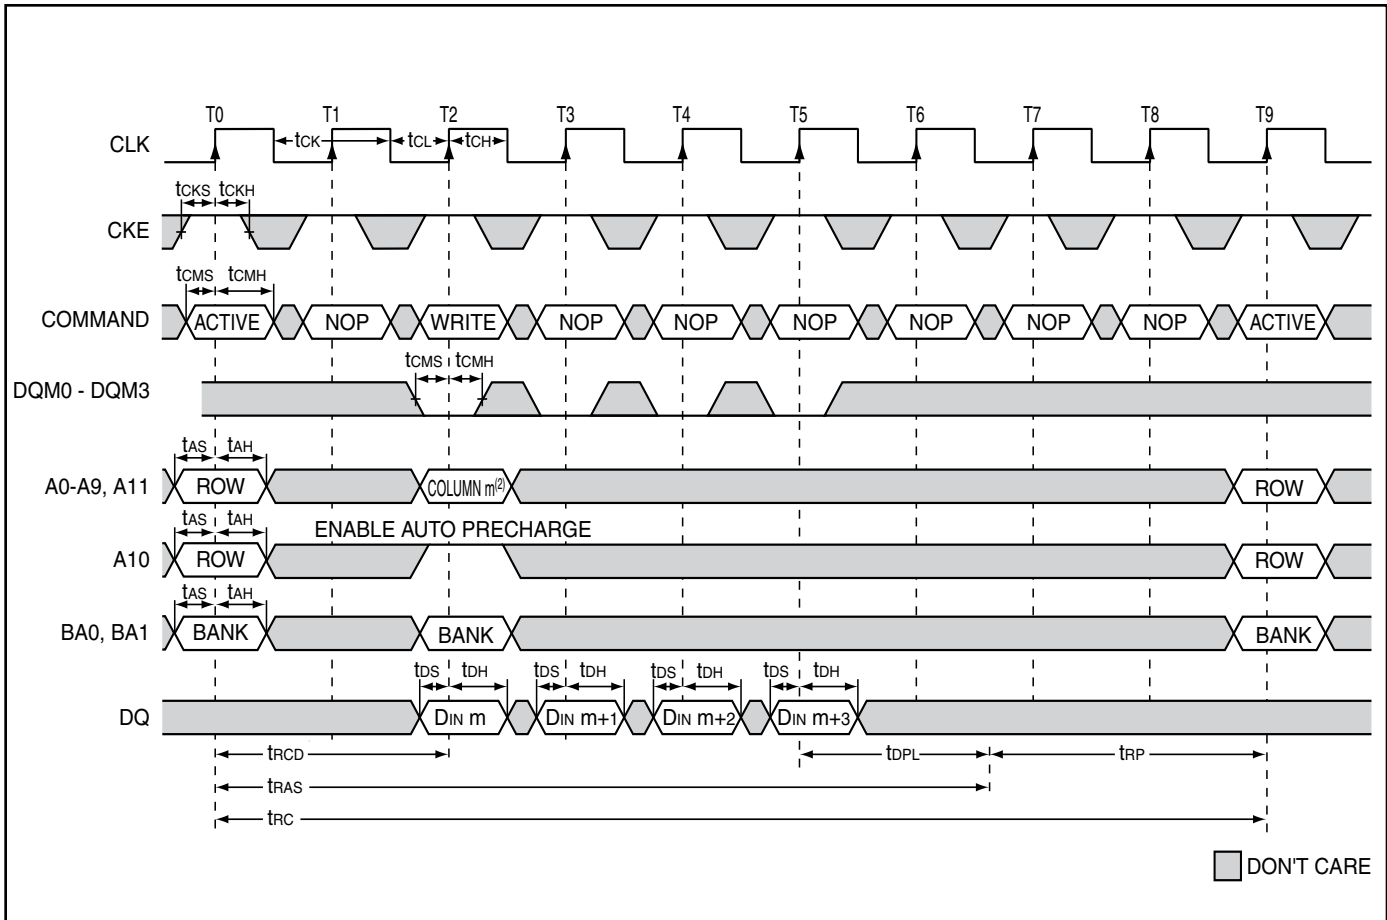 T0 T1 T2 T3 T4 T5 T6 T7 T8 T9
CLK tCK tCL tCH
tCKS tCKH
CKE
tCMS tCMH
COMMAND ACTIVE NOP WRITE NOP NOP NOP NOP NOP NOP ACTIVE
tCMS tCMH
DQM0 - DQM3
tAS tAH
A0-A9, A11 ROW COLUMN m(2) ROW
tAS tAH ENABLE AUTO PRECHARGE
A10 ROW ROW
tAS tAH
BA0, BA1 BANK BANK BANK
tDS tDH tDS tDH tDS tDH tDS tDH
DQ DIN m DIN m+1 DIN m+2 DIN m+3
tRCD tDPL tRP
tRAS
tRC
DON'T CARE